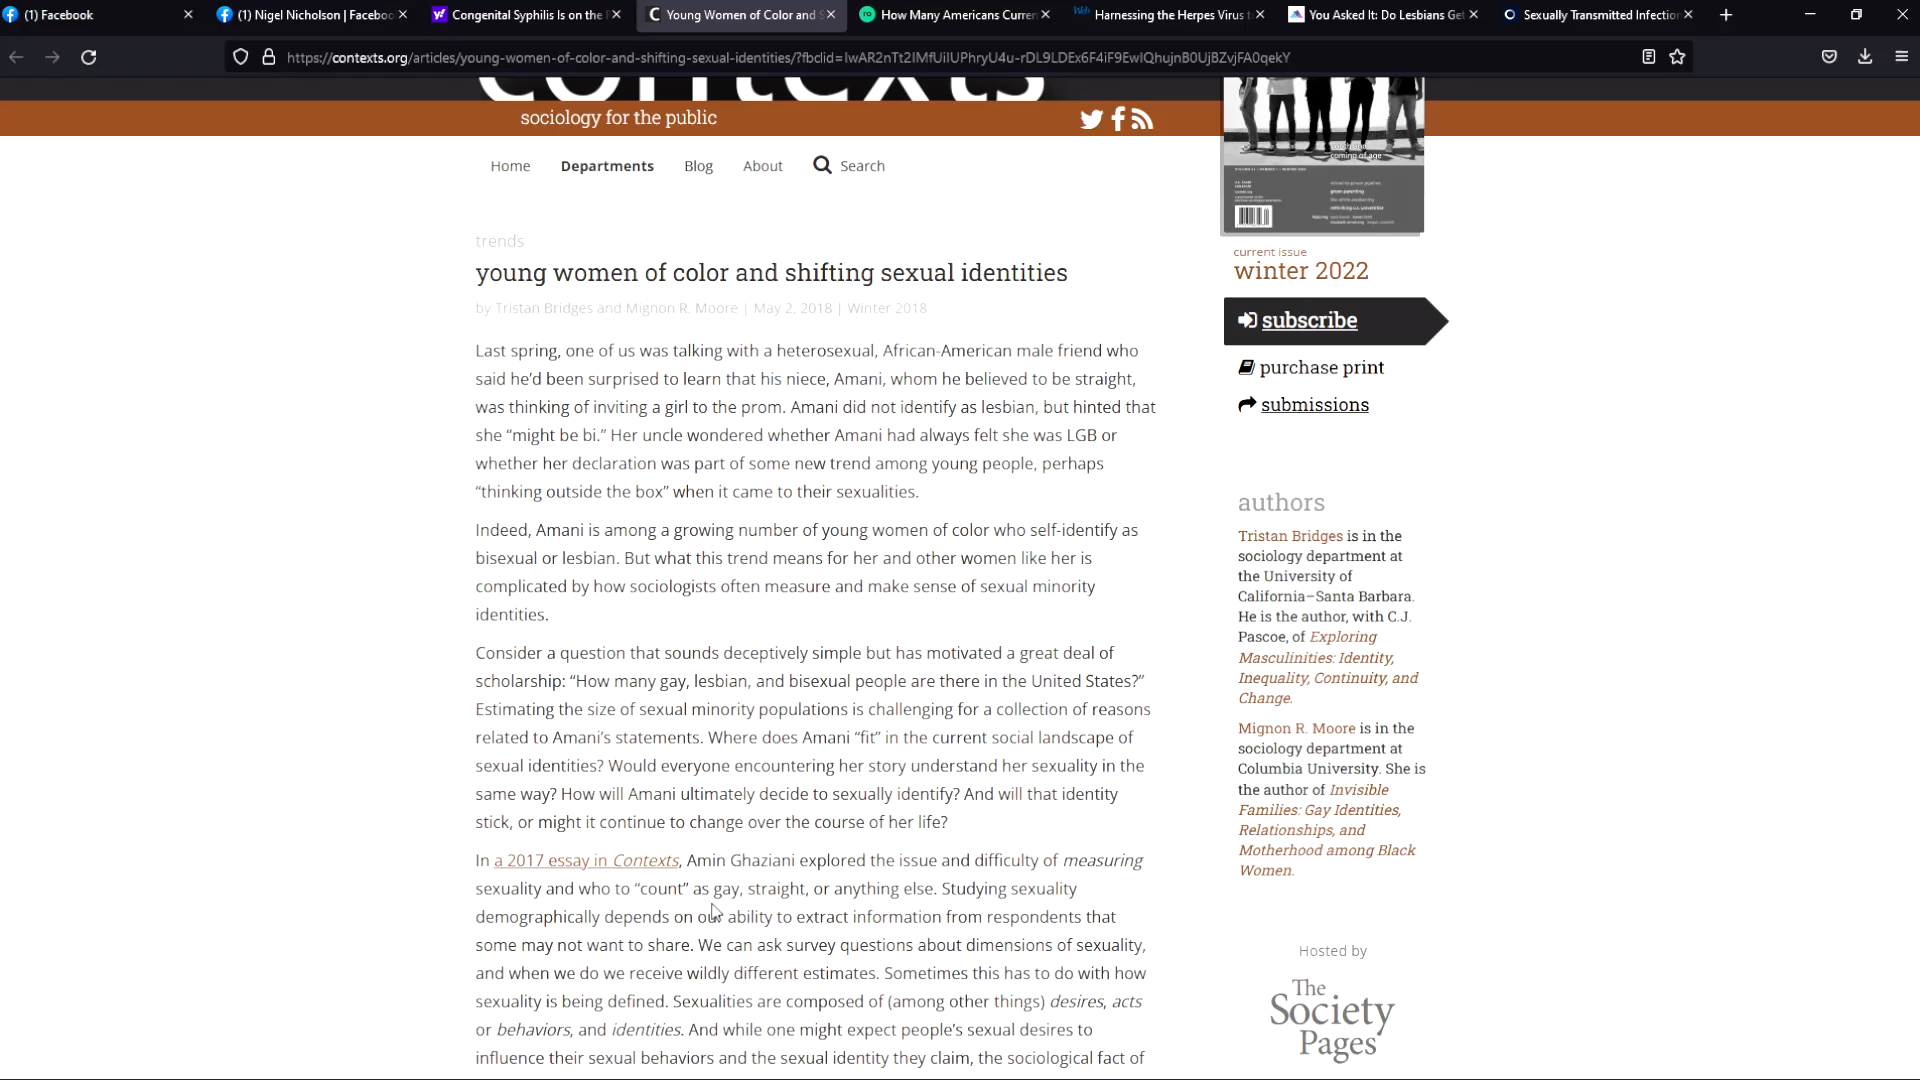 (1) Facebook
(1) Nigel Nicholson | Faceboo
Congenital Syphilis Is on the
Young Women of Color and S
How Many Americans Curren
Harnessing the Herpes Virus t
You Asked It: Do Lesbians Get
Sexually Transmitted Infection
https://contexts.org/articles/young-women-of-color-and-shifting-sexual-identities/?fbclid=IwAR2nTt2IMfUiIUPhryU4u-rDL9LDEx6F4iF9EwIQhujnB0UjBZvjFA0qekY
contexts
sociology for the public
Home Departments Blog About Search
trends
young women of color and shifting sexual identities
by Tristan Bridges and Mignon R. Moore | May 2, 2018 | Winter 2018
Last spring, one of us was talking with a heterosexual, African-American male friend who
said he’d been surprised to learn that his niece, Amani, whom he believed to be straight,
was thinking of inviting a girl to the prom. Amani did not identify as lesbian, but hinted that
she “might be bi.” Her uncle wondered whether Amani had always felt she was LGB or
whether her declaration was part of some new trend among young people, perhaps
“thinking outside the box” when it came to their sexualities.
Indeed, Amani is among a growing number of young women of color who self-identify as
bisexual or lesbian. But what this trend means for her and other women like her is
complicated by how sociologists often measure and make sense of sexual minority
identities.
Consider a question that sounds deceptively simple but has motivated a great deal of
scholarship: “How many gay, lesbian, and bisexual people are there in the United States?”
Estimating the size of sexual minority populations is challenging for a collection of reasons
related to Amani’s statements. Where does Amani “fit” in the current social landscape of
sexual identities? Would everyone encountering her story understand her sexuality in the
same way? How will Amani ultimately decide to sexually identify? And will that identity
stick, or might it continue to change over the course of her life?
In a 2017 essay in Contexts, Amin Ghaziani explored the issue and difficulty of measuring
sexuality and who to “count” as gay, straight, or anything else. Studying sexuality
demographically depends on our ability to extract information from respondents that
some may not want to share. We can ask survey questions about dimensions of sexuality,
and when we do we receive wildly different estimates. Sometimes this has to do with how
sexuality is being defined. Sexualities are composed of (among other things) desires, acts
or behaviors, and identities. And while one might expect people’s sexual desires to
influence their sexual behaviors and the sexual identity they claim, the sociological fact of
coming of age
current issue
winter 2022
subscribe
purchase print
submissions
authors
Tristan Bridges is in the
sociology department at
the University of
California–Santa Barbara.
He is the author, with C.J.
Pascoe, of Exploring
Masculinities: Identity,
Inequality, Continuity, and
Change.
Mignon R. Moore is in the
sociology department at
Columbia University. She is
the author of Invisible
Families: Gay Identities,
Relationships, and
Motherhood among Black
Women.
Hosted by
The
Society
Pages